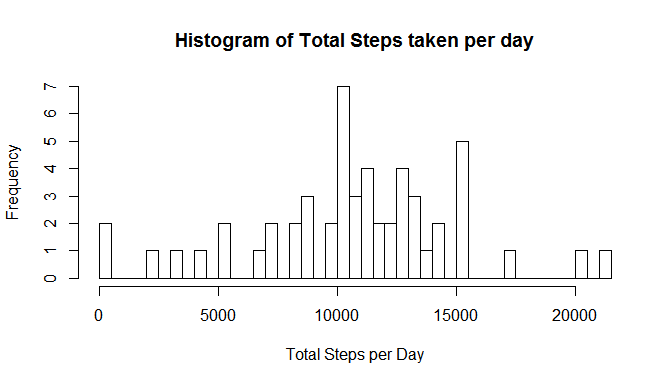 Histogram of Total Steps taken per day
Frequency
7
6
5
4
3
2
1
0
0 5000 10000 15000 20000
Total Steps per Day